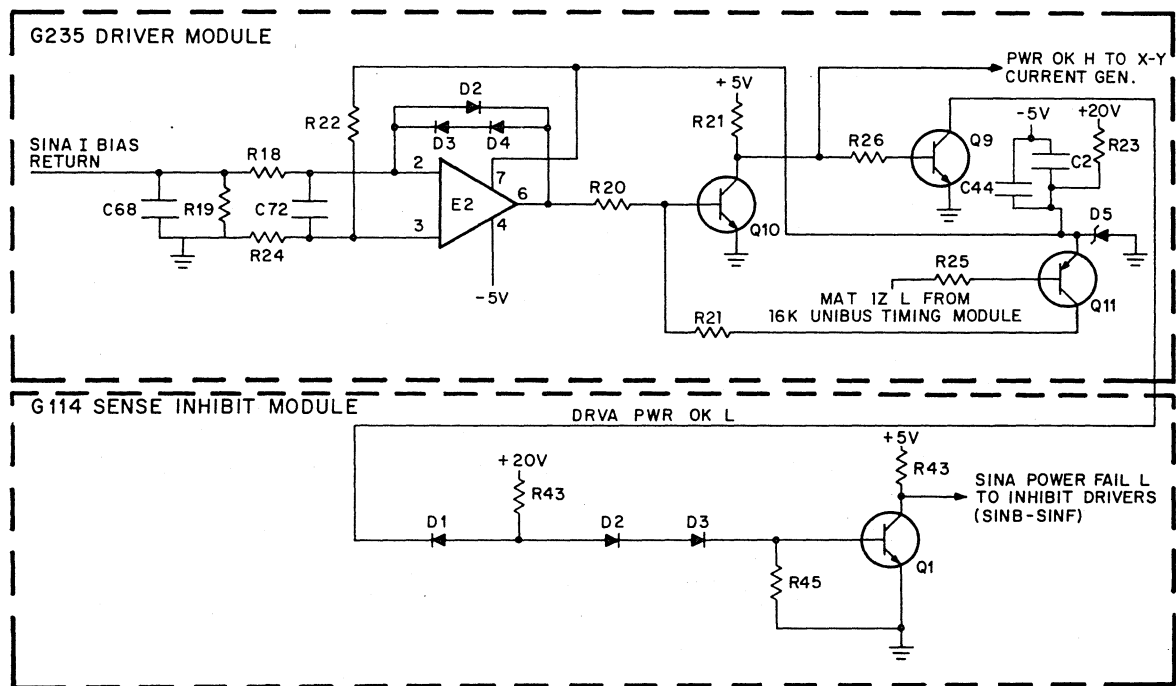 G235 DRIVER MODULE
PWR OK H TO X-Y
CURRENT GEN.
+5V
D2
R22
D3
D4
R21
-5V
+20V
SINA I BIAS
RETURN
R18
R26
Q9
C2
R23
2
7
C44
C68
R19
C72
E2
6
R20
Q10
D5
3
4
R24
R25
-5V
MAT 1Z L FROM
16K UNIBUS TIMING MODULE
Q11
R21
G114 SENSE INHIBIT MODULE
DRVA PWR OK L
+5V
+20V
R43
SINA POWER FAIL L
TO INHIBIT DRIVERS
(SINB-SINF)
R43
D1
D2
D3
Q1
R45